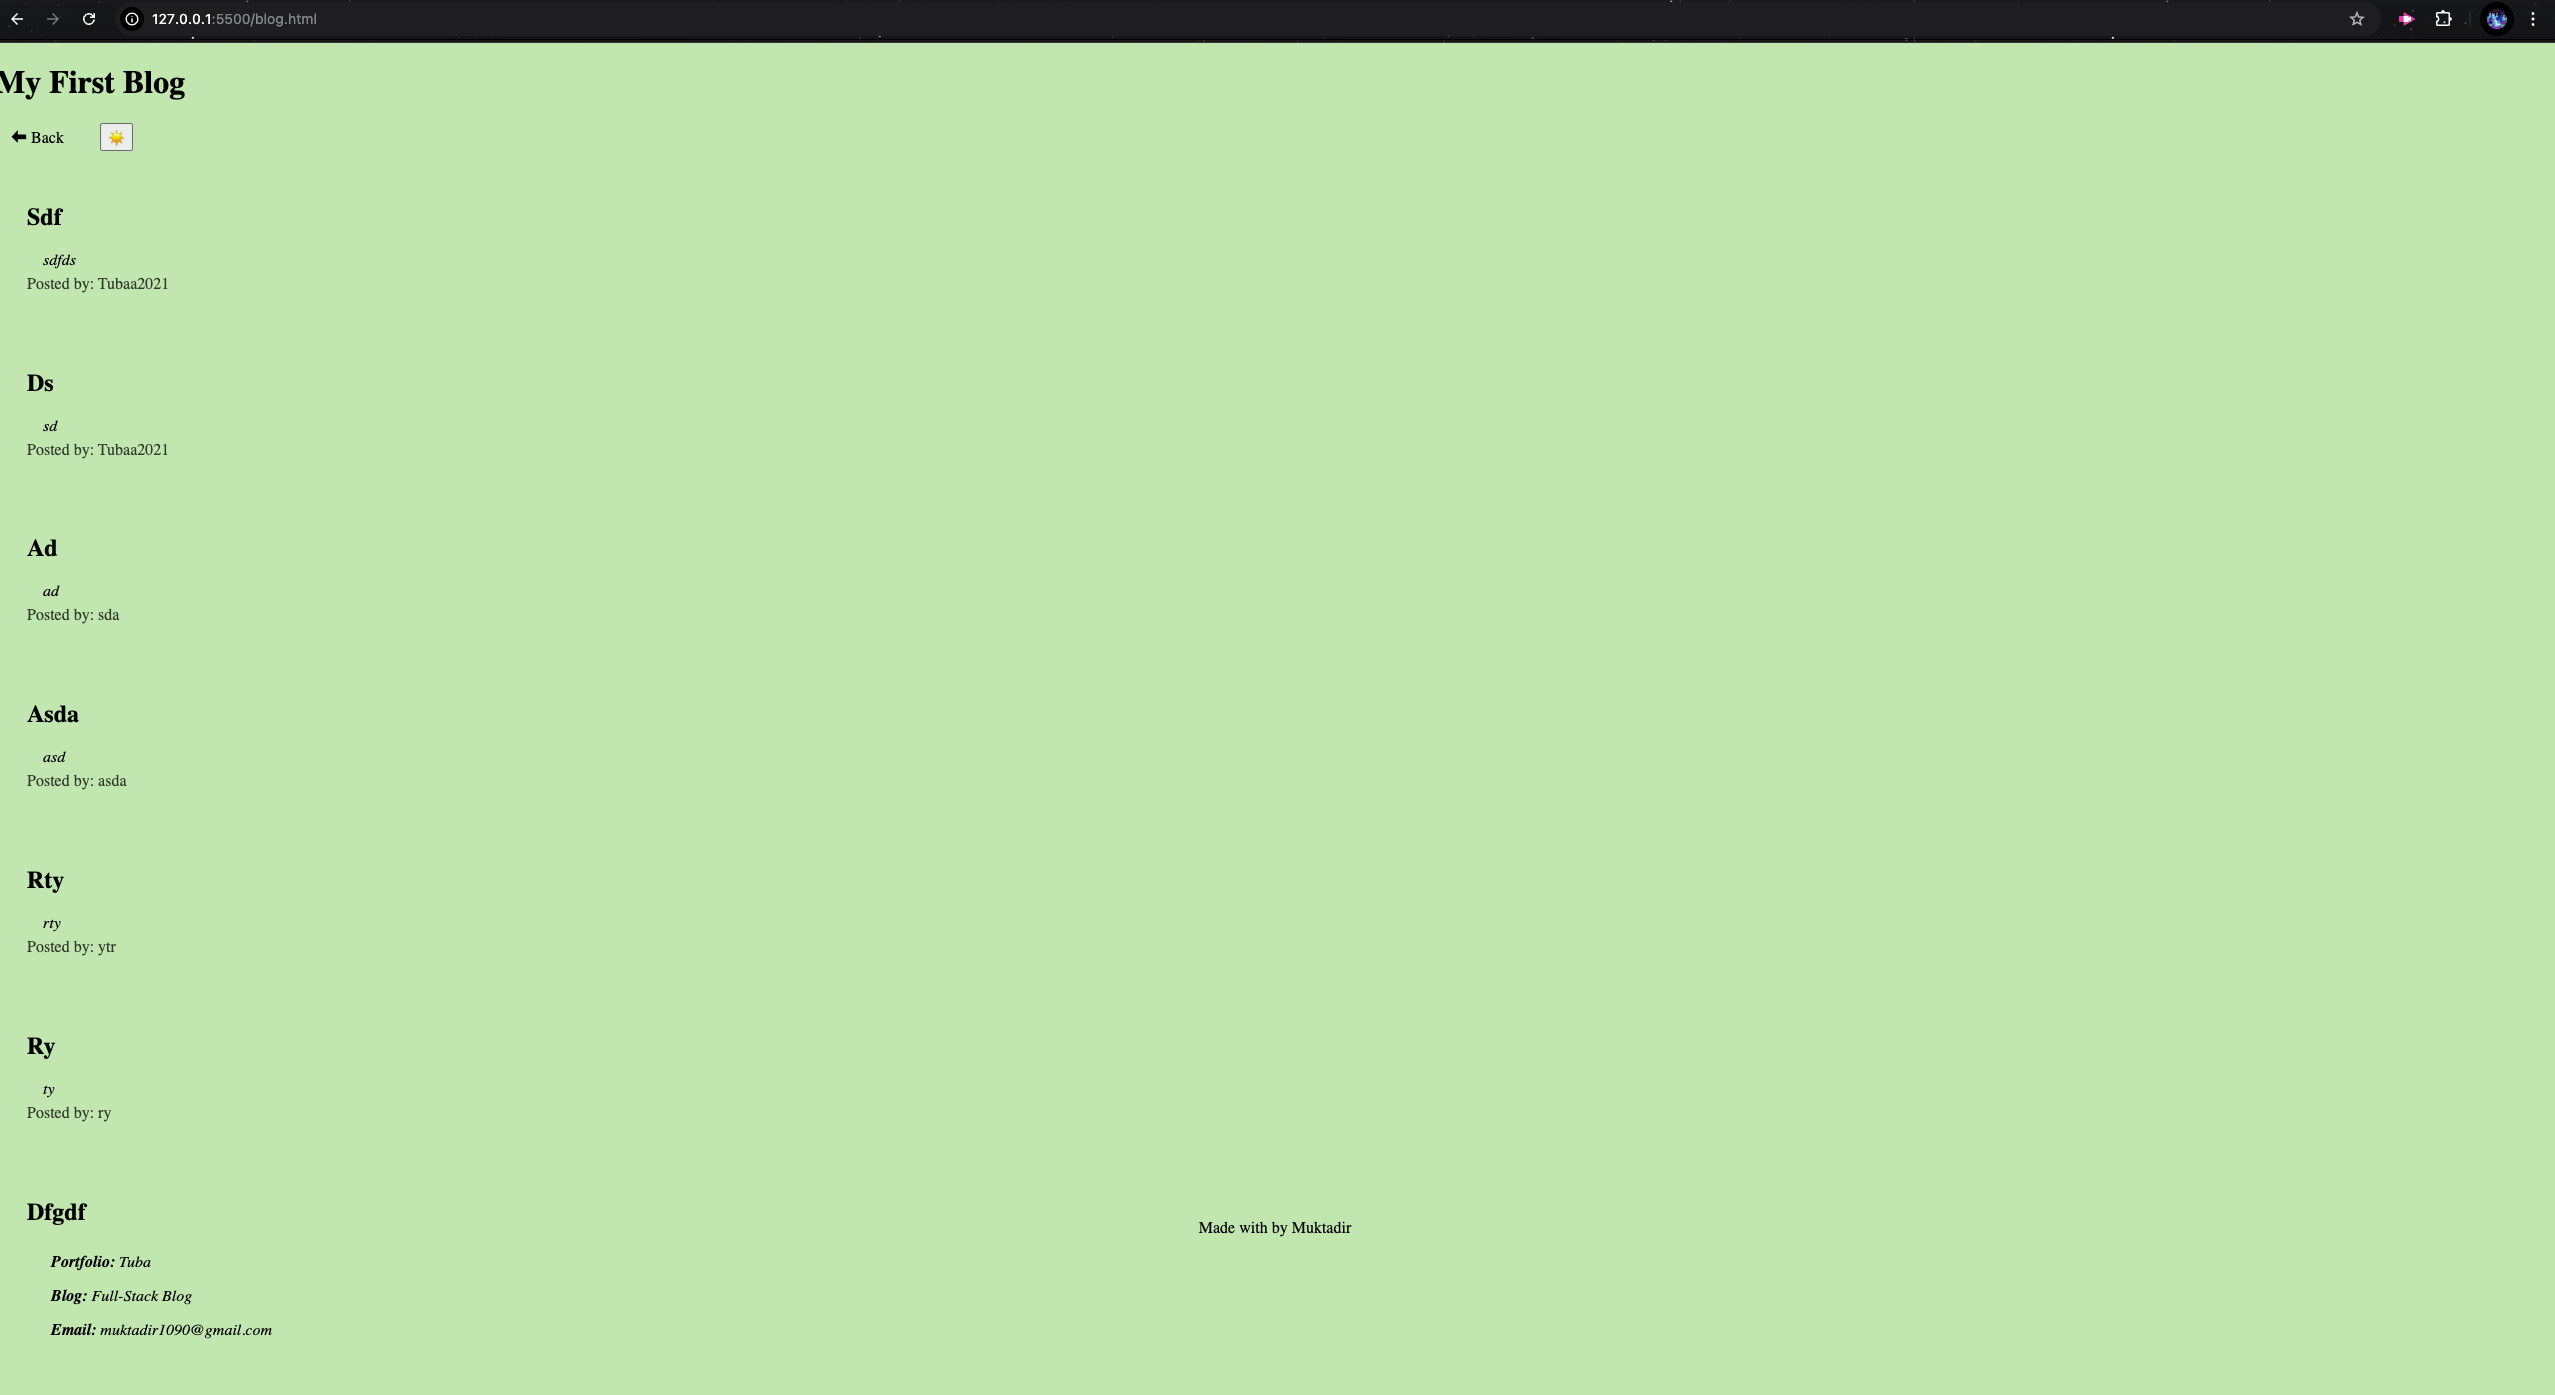 127.0.0.1:5500/blog.html
My First Blog
Back
Sdf
sdfds
Posted by: Tubaa2021
Ds
sd
Posted by: Tubaa2021
Ad
ad
Posted by: sda
Asda
asd
Posted by: asda
Rty
rty
Posted by: ytr
Ry
ty
Posted by: ry
Dfgdf
Made with by Muktadir
Portfolio: Tuba
Blog: Full-Stack Blog
Email: muktadir1090@gmail.com